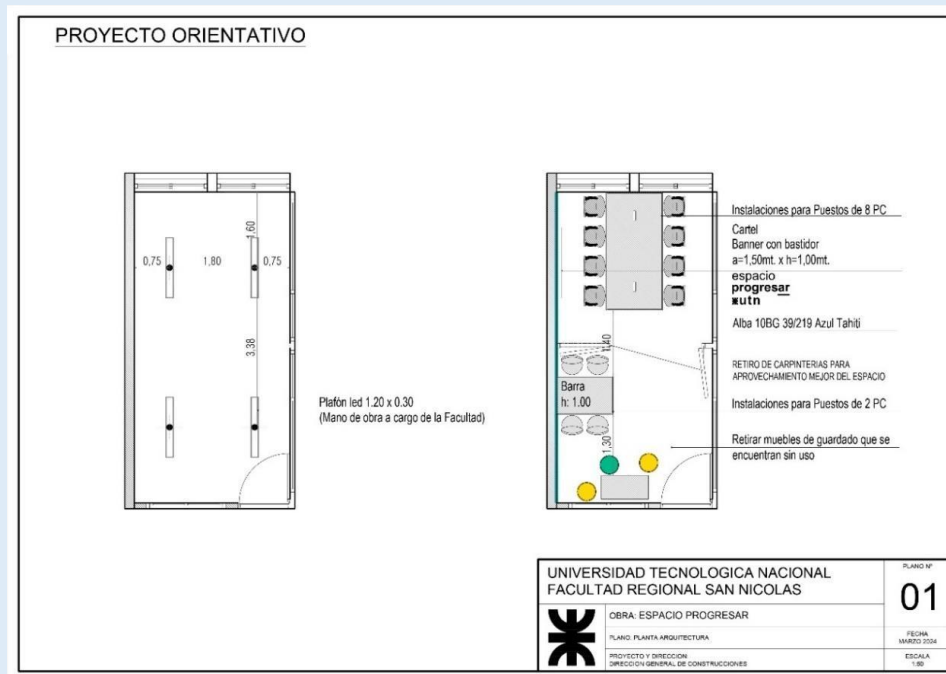 PROYECTO ORIENTATIVO
0,75
1,80
0,75
1.60
3.38
Plafón led 1.20 x 0.30
(Mano de obra a cargo de la Facultad)
1,40
Barra
h: 1.00
1,30
Instalaciones para Puestos de 8 PC
Cartel
Banner con bastidor
a=1,50mt. x h=1,00mt.
espacio
progresar
utn
Alba 10BG 39/219 Azul Tahiti
RETIRO DE CARPINTERIAS PARA
APROVECHAMIENTO MEJOR DEL ESPACIO
Instalaciones para Puestos de 2 PC
Retirar muebles de guardado que se
encuentran sin uso
UNIVERSIDAD TECNOLOGICA NACIONAL
FACULTAD REGIONAL SAN NICOLAS
OBRA: ESPACIO PROGRESAR
PLANO: PLANTA ARQUITECTURA
PROYECTO Y DIRECCION:
DIRECCION GENERAL DE CONSTRUCCIONES
PLANO Nº
01
FECHA
MARZO 2024
ESCALA
1:50